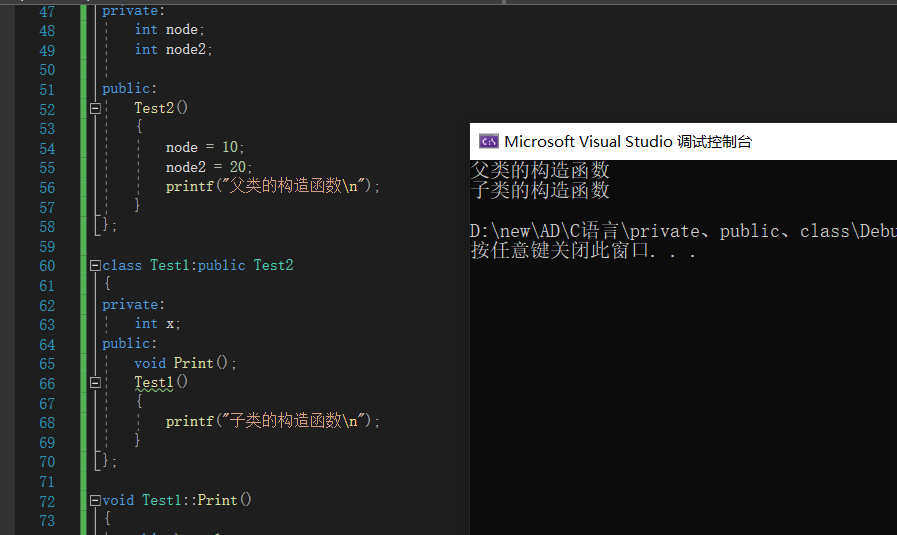 47 private:
48 int node;
49 int node2;
50
51 public:
52 Test2()
53 {
54 node = 10;
55 node2 = 20;
56 printf("父类的构造函数\n");
57 }
58 };
59
60 class Test1:public Test2
61 {
62 private:
63 int x;
64 public:
65 void Print();
66 Test1()
67 {
68 printf("子类的构造函数\n");
69 }
70 };
71
72 void Test1::Print()
73 {
Microsoft Visual Studio 调试控制台
父类的构造函数
子类的构造函数
D:\new\AD\C语言\private、public、class\Debu
按任意键关闭此窗口. . .